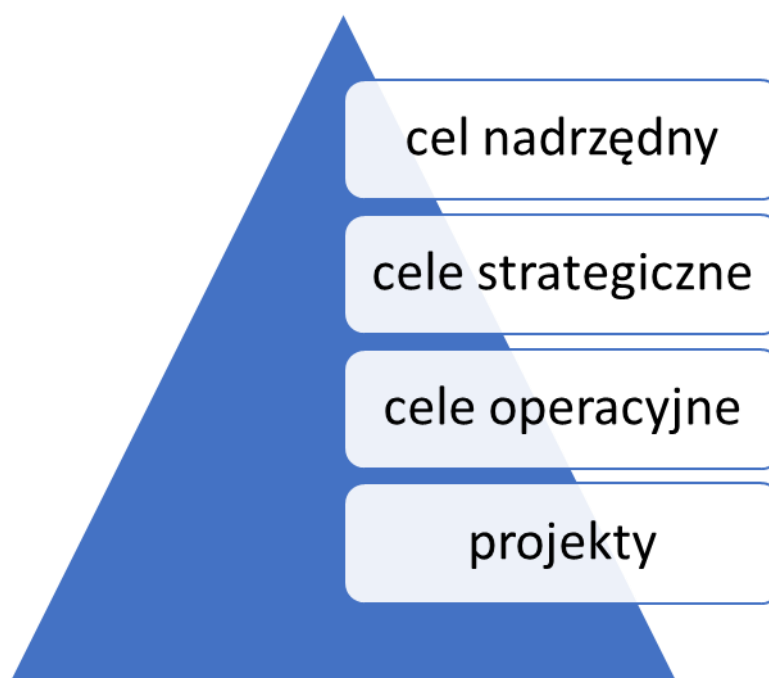 cel nadrzędny
cele strategiczne
cele operacyjne
projekty